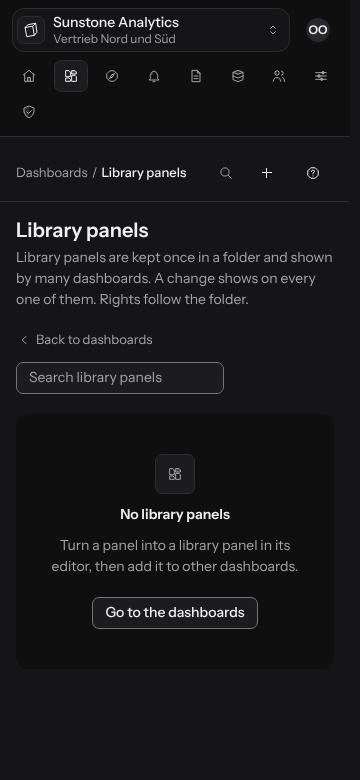 Sunstone Analytics
Vertrieb Nord und Süd
OO
Dashboards / Library panels
Library panels
Library panels are kept once in a folder and shown
by many dashboards. A change shows on every
one of them. Rights follow the folder.
Back to dashboards
Search library panels
No library panels
Turn a panel into a library panel in its
editor, then add it to other dashboards.
Go to the dashboards